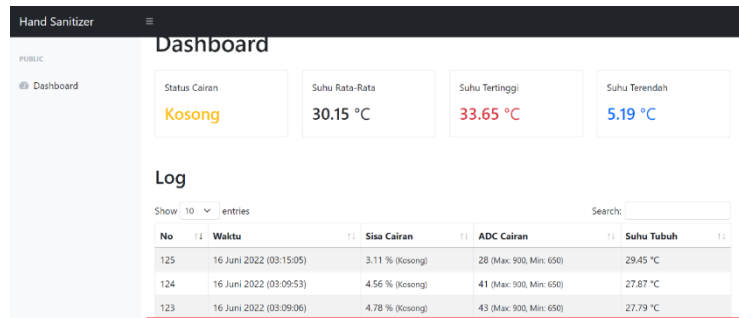 Hand Sanitizer
PUBLIC
Dashboard
Dashboard
Status Cairan
Kosong
Suhu Rata-Rata
30.15 °C
Suhu Tertinggi
33.65 °C
Suhu Terendah
5.19 °C
Log
Show 10 entries Search:
No Waktu Sisa Cairan ADC Cairan Suhu Tubuh
125 16 Juni 2022 (03:15:05) 3.11 % (Kosong) 28 (Max: 900, Min: 650) 29.45 °C
124 16 Juni 2022 (03:09:53) 4.56 % (Kosong) 41 (Max: 900, Min: 650) 27.87 °C
123 16 Juni 2022 (03:09:06) 4.78 % (Kosong) 43 (Max: 900, Min: 650) 27.79 °C